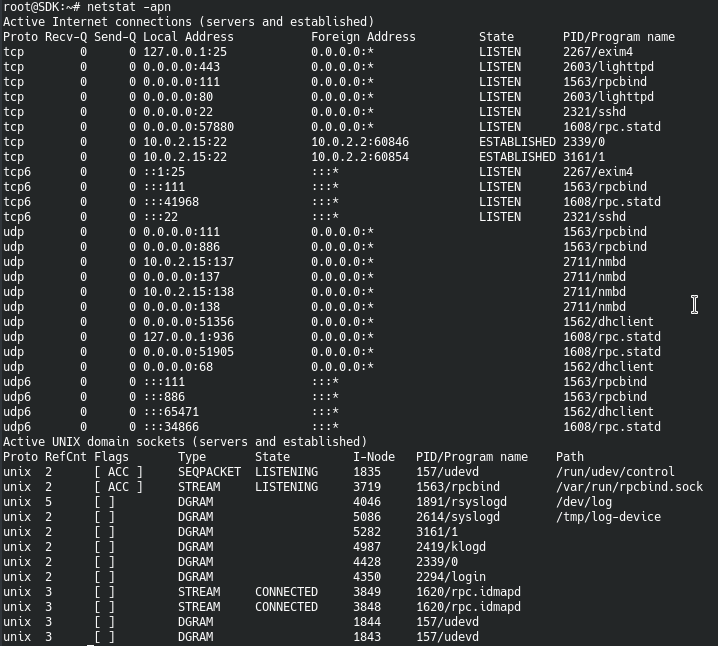 root@SDK:~# netstat -apn
Active Internet connections (servers and established)
Proto Recv-Q Send-Q Local Address           Foreign Address         State       PID/Program name
tcp        0      0 127.0.0.1:25            0.0.0.0:*               LISTEN      2267/exim4
tcp        0      0 0.0.0.0:443             0.0.0.0:*               LISTEN      2603/lighttpd
tcp        0      0 0.0.0.0:111             0.0.0.0:*               LISTEN      1563/rpcbind
tcp        0      0 0.0.0.0:80              0.0.0.0:*               LISTEN      2603/lighttpd
tcp        0      0 0.0.0.0:22              0.0.0.0:*               LISTEN      2321/sshd
tcp        0      0 0.0.0.0:57880           0.0.0.0:*               LISTEN      1608/rpc.statd
tcp        0      0 10.0.2.15:22            10.0.2.2:60846          ESTABLISHED 2339/0
tcp        0      0 10.0.2.15:22            10.0.2.2:60854          ESTABLISHED 3161/1
tcp6       0      0 ::1:25                  :::*                    LISTEN      2267/exim4
tcp6       0      0 :::111                  :::*                    LISTEN      1563/rpcbind
tcp6       0      0 :::41968                :::*                    LISTEN      1608/rpc.statd
tcp6       0      0 :::22                   :::*                    LISTEN      2321/sshd
udp        0      0 0.0.0.0:111             0.0.0.0:*                           1563/rpcbind
udp        0      0 0.0.0.0:886             0.0.0.0:*                           1563/rpcbind
udp        0      0 10.0.2.15:137           0.0.0.0:*                           2711/nmbd
udp        0      0 0.0.0.0:137             0.0.0.0:*                           2711/nmbd
udp        0      0 10.0.2.15:138           0.0.0.0:*                           2711/nmbd
udp        0      0 0.0.0.0:138             0.0.0.0:*                           2711/nmbd
udp        0      0 0.0.0.0:51356           0.0.0.0:*                           1562/dhclient
udp        0      0 127.0.0.1:936           0.0.0.0:*                           1608/rpc.statd
udp        0      0 0.0.0.0:51905           0.0.0.0:*                           1608/rpc.statd
udp        0      0 0.0.0.0:68              0.0.0.0:*                           1562/dhclient
udp6       0      0 :::111                  :::*                                1563/rpcbind
udp6       0      0 :::886                  :::*                                1563/rpcbind
udp6       0      0 :::65471                :::*                                1562/dhclient
udp6       0      0 :::34866                :::*                                1608/rpc.statd
Active UNIX domain sockets (servers and established)
Proto RefCnt Flags       Type       State         I-Node   PID/Program name    Path
unix  2      [ ACC ]     SEQPACKET  LISTENING     1835     157/udevd           /run/udev/control
unix  2      [ ACC ]     STREAM     LISTENING     3719     1563/rpcbind        /var/run/rpcbind.sock
unix  5      [ ]         DGRAM                    4046     1891/rsyslogd       /dev/log
unix  2      [ ]         DGRAM                    5086     2614/syslogd        /tmp/log-device
unix  2      [ ]         DGRAM                    5282     3161/1
unix  2      [ ]         DGRAM                    4987     2419/klogd
unix  2      [ ]         DGRAM                    4428     2339/0
unix  2      [ ]         DGRAM                    4350     2294/login
unix  3      [ ]         STREAM     CONNECTED     3849     1620/rpc.idmapd
unix  3      [ ]         STREAM     CONNECTED     3848     1620/rpc.idmapd
unix  3      [ ]         DGRAM                    1844     157/udevd
unix  3      [ ]         DGRAM                    1843     157/udevd